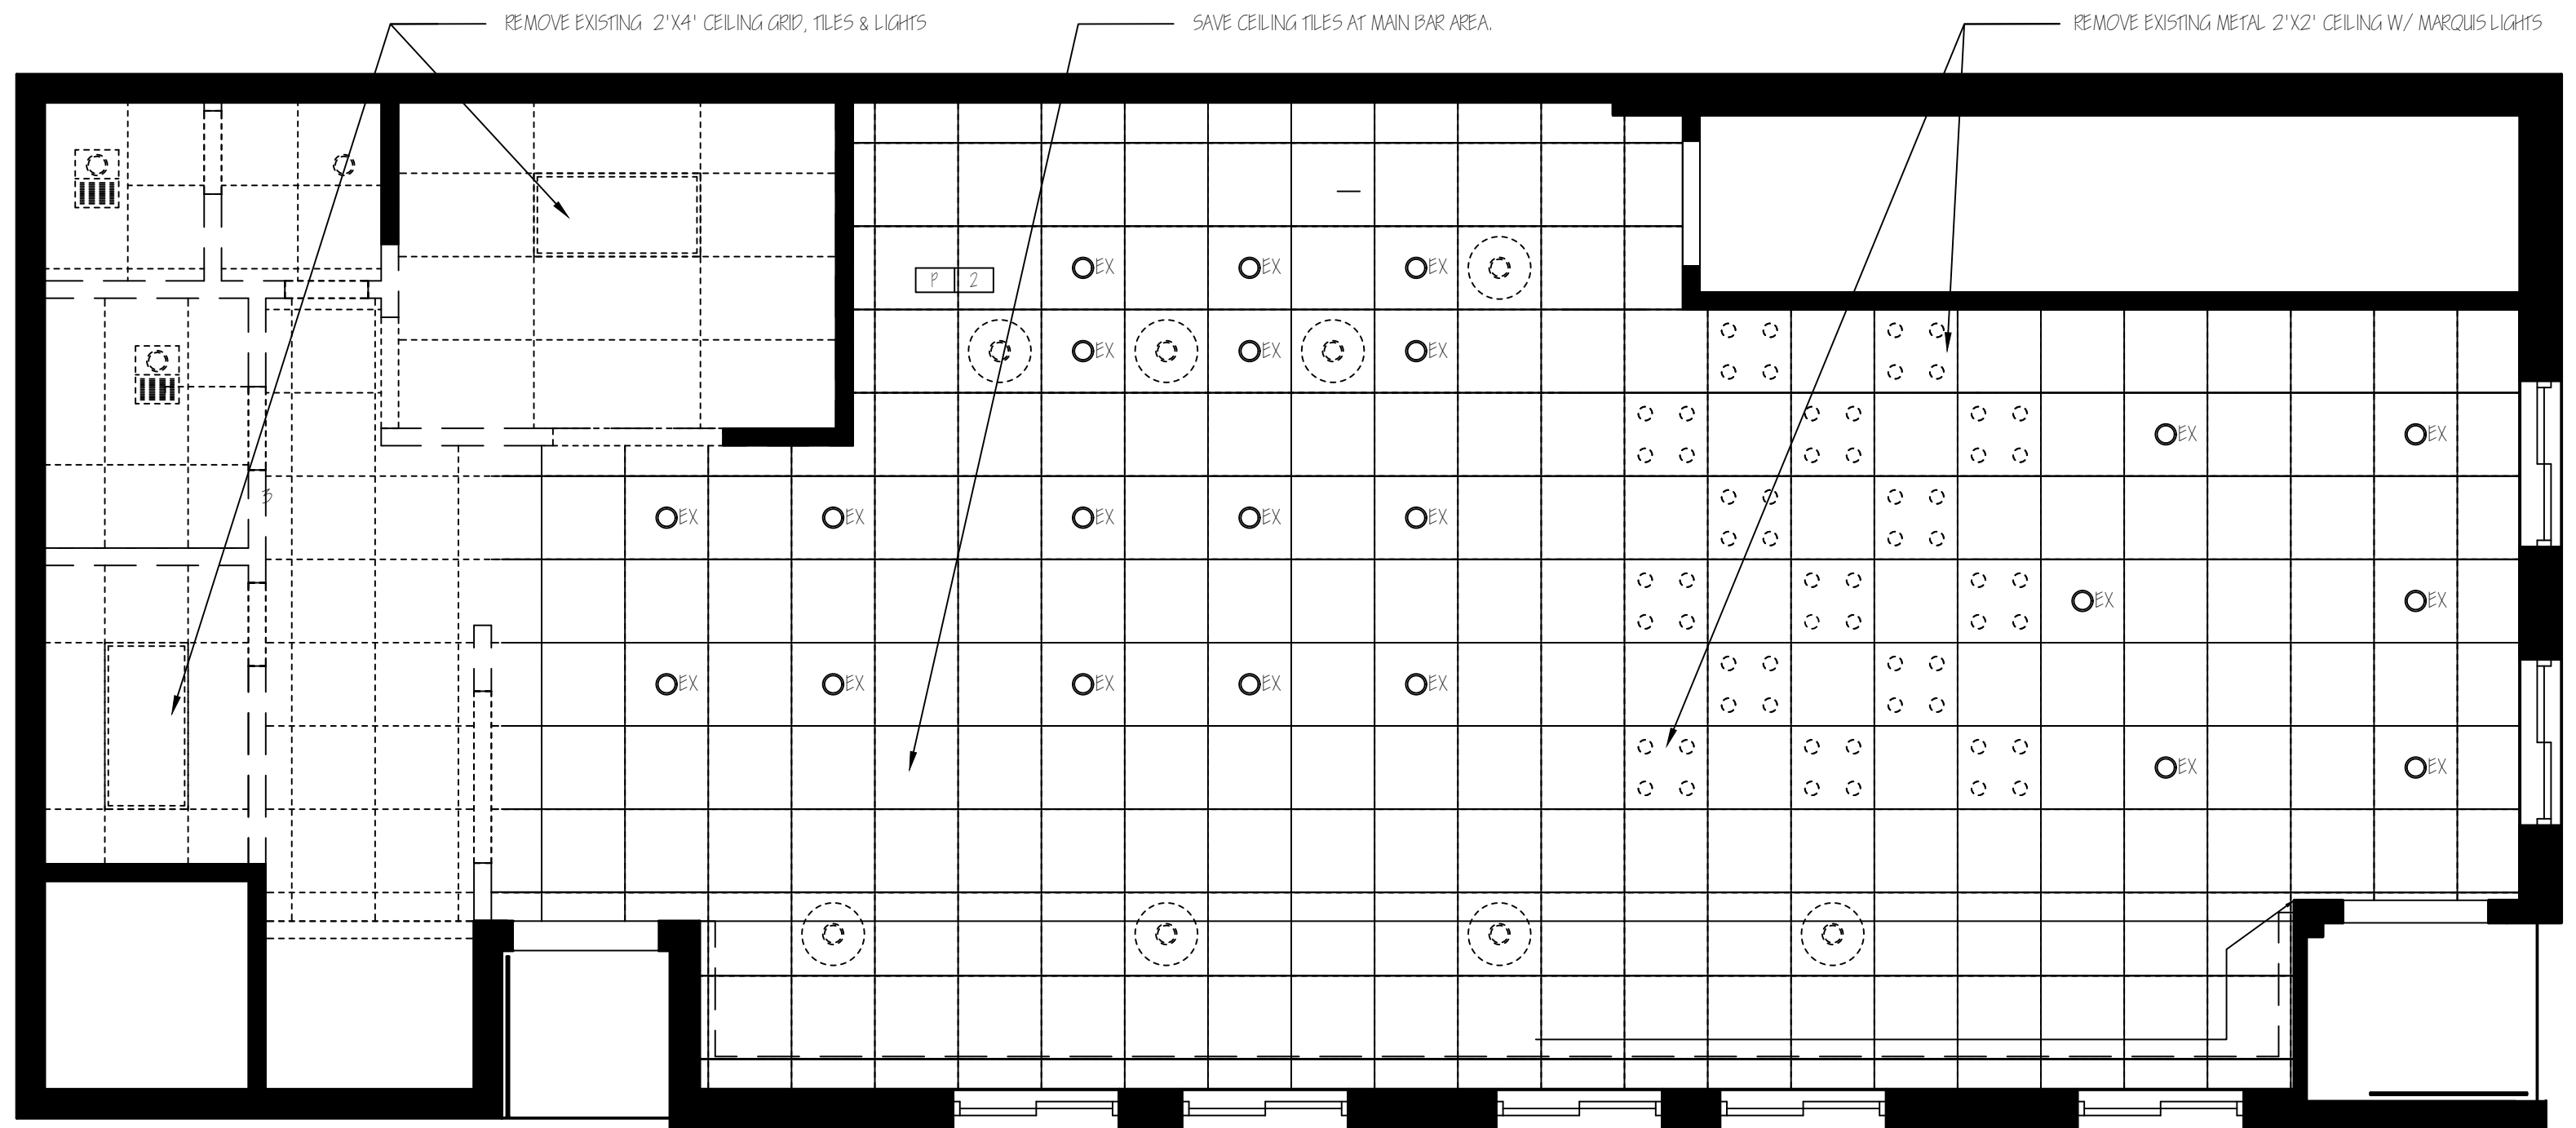 REMOVE EXISTING 2'X4' CEILING GRID, TILES & LIGHTS
SAVE CEILING TILES AT MAIN BAR AREA.
REMOVE EXISTING METAL 2'X2' CEILING W/ MARQUIS LIGHTS
P 2 EX EX EX
EX EX EX
EX EX
3
EX EX EX EX EX
EX EX
EX EX EX EX EX
EX EX